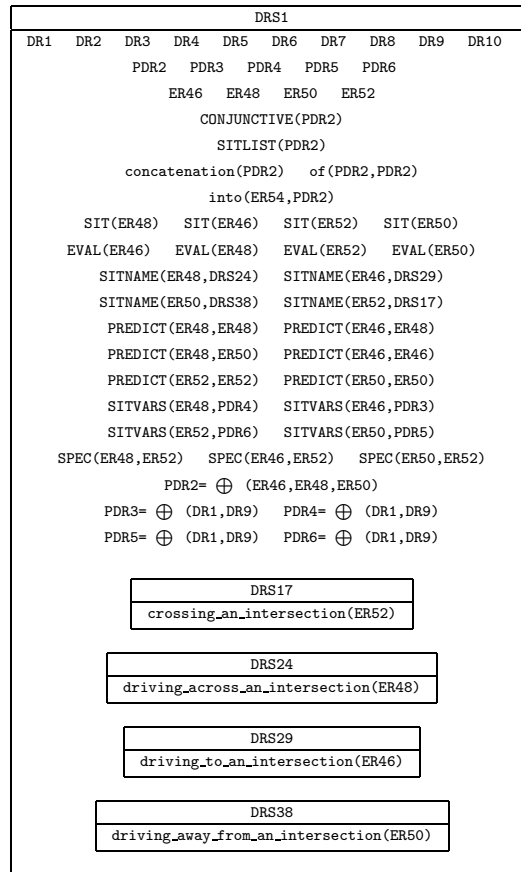 DRS1
DR1 DR2 DR3 DR4 DR5 DR6 DR7 DR8 DR9 DR10
PDR2 PDR3 PDR4 PDR5 PDR6
ER46 ER48 ER50 ER52
CONJUNCTIVE(PDR2)
SITLIST(PDR2)
concatenation(PDR2) of(PDR2,PDR2)
into(ER54,PDR2)
SIT(ER48) SIT(ER46) SIT(ER52) SIT(ER50)
EVAL(ER46) EVAL(ER48) EVAL(ER52) EVAL(ER50)
SITNAME(ER48,DRS24) SITNAME(ER46,DRS29)
SITNAME(ER50,DRS38) SITNAME(ER52,DRS17)
PREDICT(ER48,ER48) PREDICT(ER46,ER48)
PREDICT(ER48,ER50) PREDICT(ER46,ER46)
PREDICT(ER52,ER52) PREDICT(ER50,ER50)
SITVARS(ER48,PDR4) SITVARS(ER46,PDR3)
SITVARS(ER52,PDR6) SITVARS(ER50,PDR5)
SPEC(ER48,ER52) SPEC(ER46,ER52) SPEC(ER50,ER52)
PDR2= ⊕ (ER46,ER48,ER50)
PDR3= ⊕ (DR1,DR9) PDR4= ⊕ (DR1,DR9)
PDR5= ⊕ (DR1,DR9) PDR6= ⊕ (DR1,DR9)
DRS17
crossing_an_intersection(ER52)
DRS24
driving_across_an_intersection(ER48)
DRS29
driving_to_an_intersection(ER46)
DRS38
driving_away_from_an_intersection(ER50)